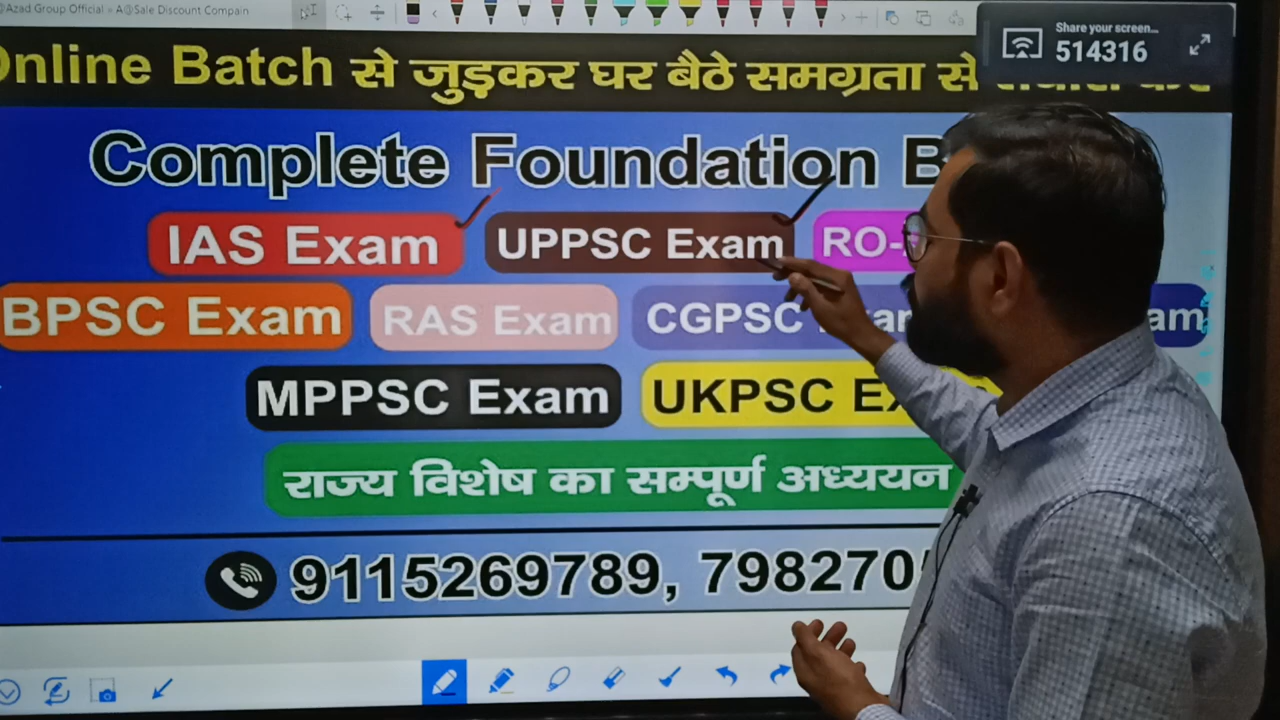 @Azad Group Official = A@Sale Discount Compain
Share your screen...
514316
Online Batch से जुड़कर घर बैठे समग्रता से
Complete Foundation
IAS Exam UPPSC Exam RO-
BPSC Exam RAS Exam CGPSC
MPPSC Exam UKPSC
राज्य विशेष का सम्पूर्ण अध्ययन
9115269789, 798270